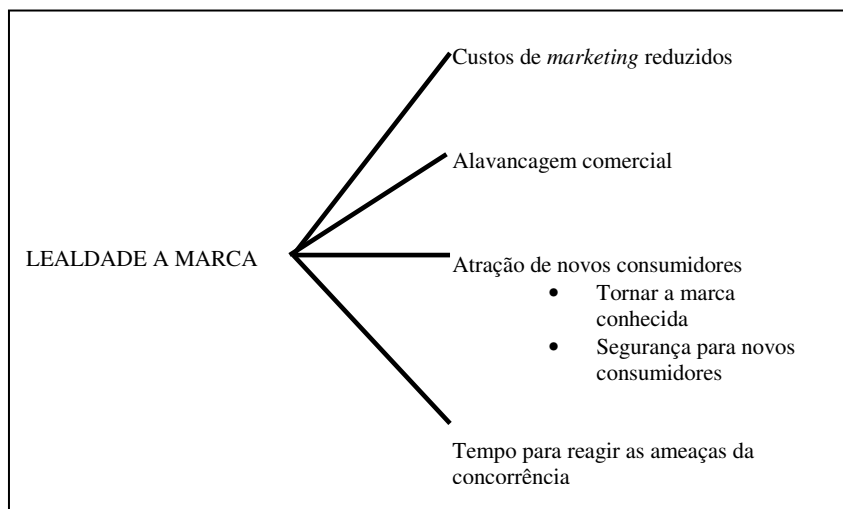 Custos de marketing reduzidos
Alavancagem comercial
LEALDADE A MARCA
Atração de novos consumidores
• Tornar a marca
conhecida
• Segurança para novos
consumidores
Tempo para reagir as ameaças da
concorrência